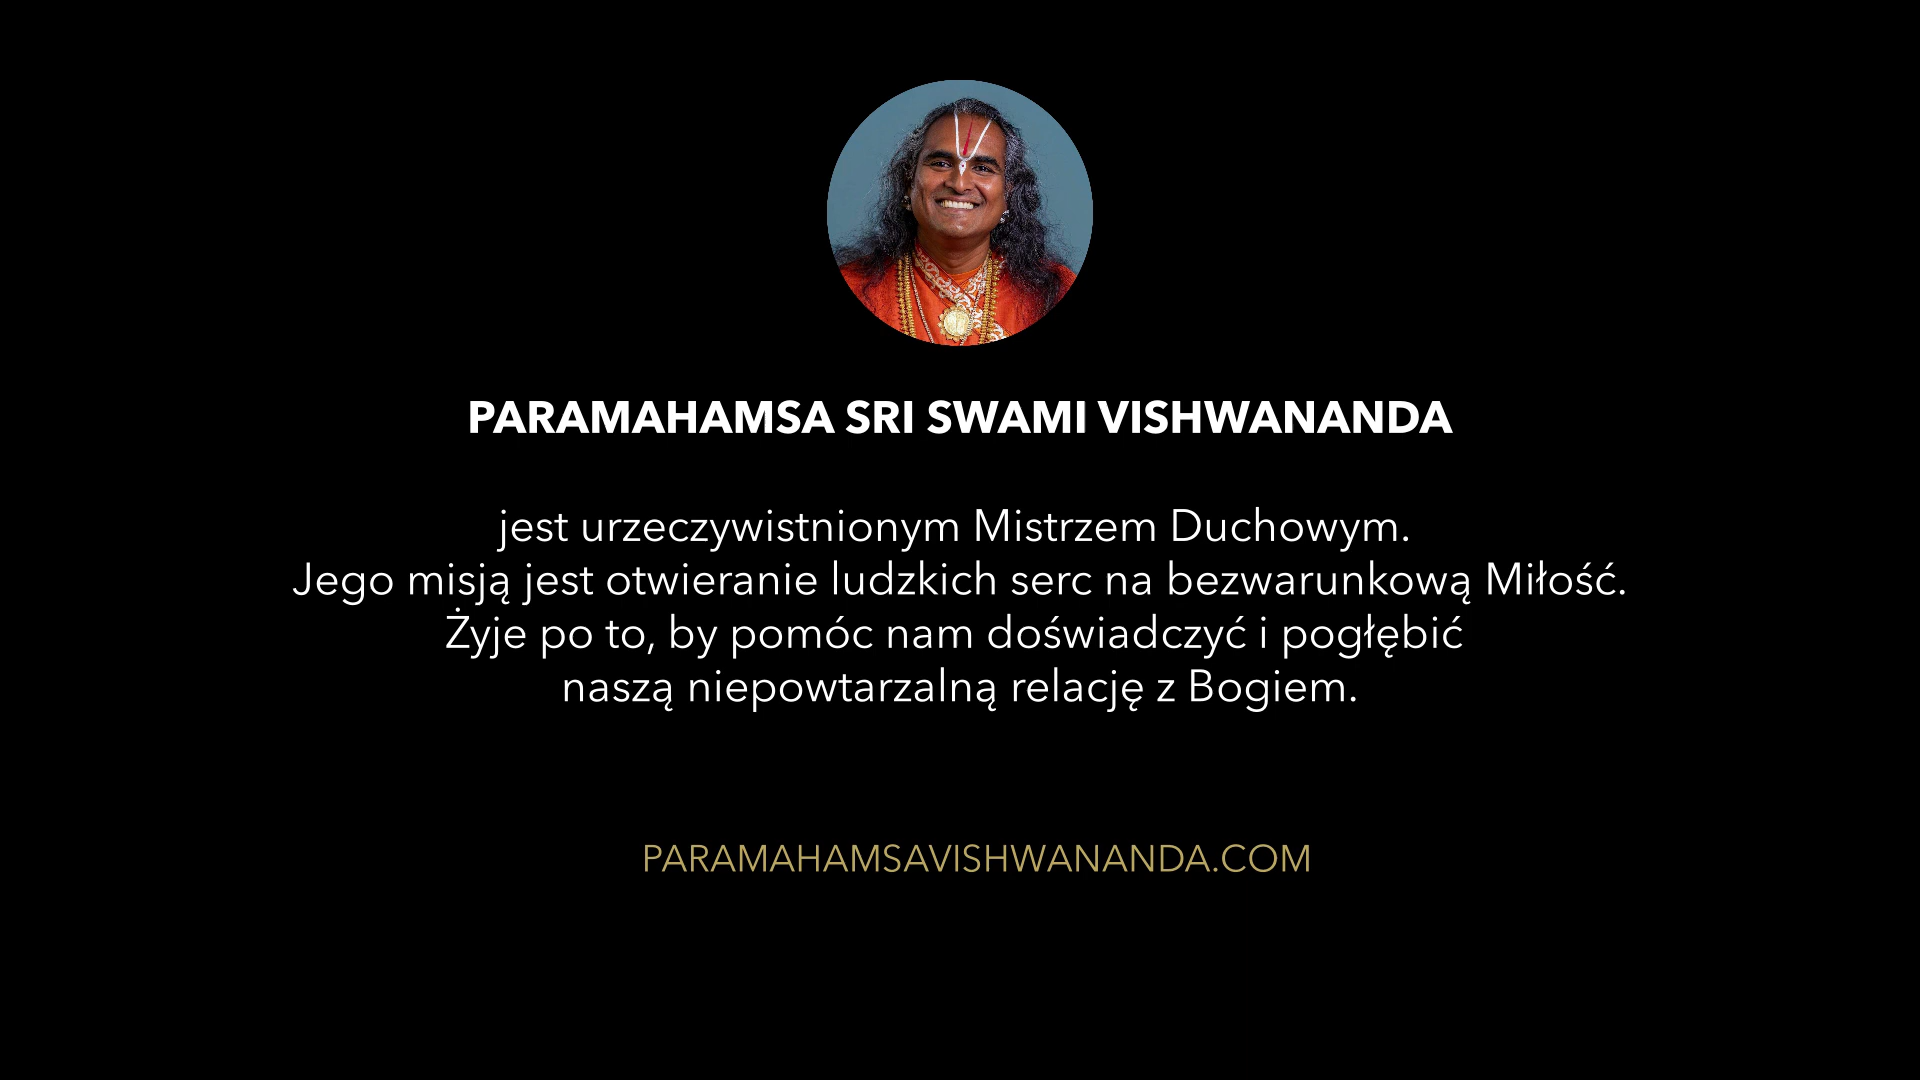 PARAMAHAMSA SRI SWAMI VISHWANANDA
jest urzeczywistnionym Mistrzem Duchowym.
Jego misją jest otwieranie ludzkich serc na bezwarunkową Miłość.
Żyje po to, by pomóc nam doświadczyć i pogłębić
naszą niepowtarzalną relację z Bogiem.
PARAMAHAMSAVISHWANANDA.COM